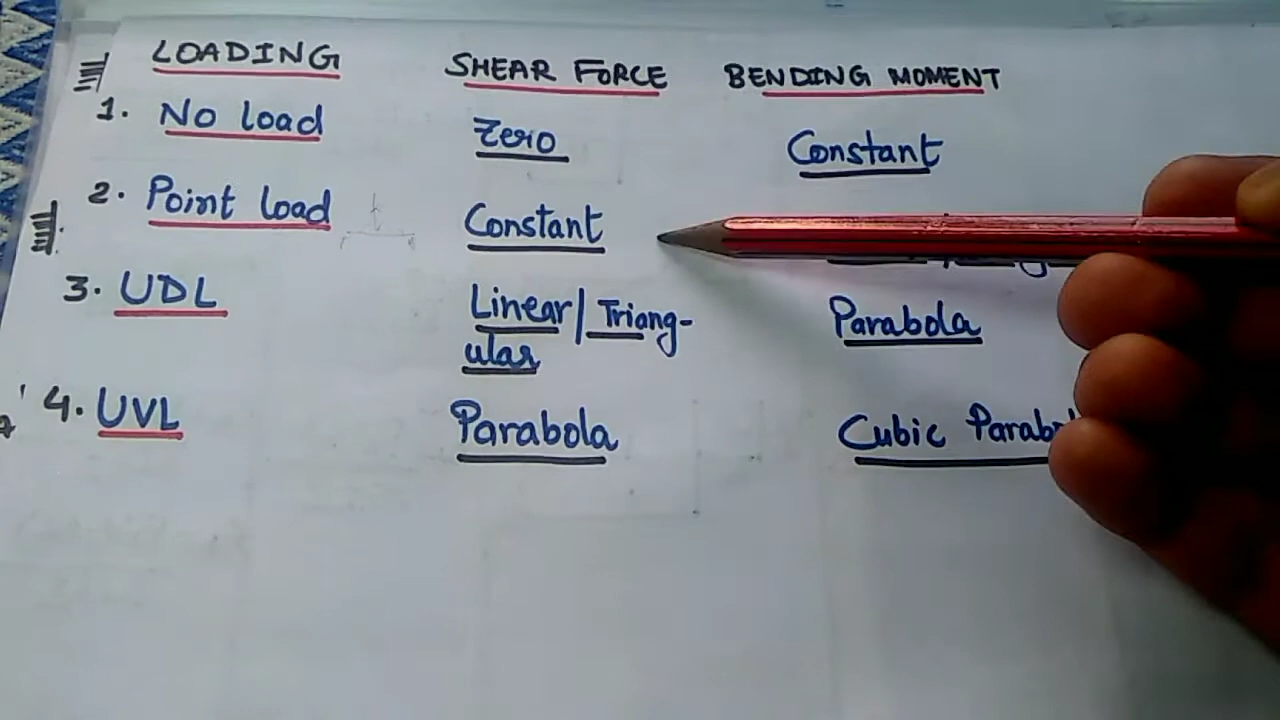 LOADING SHEAR FORCE BENDING MOMENT
1. No load Zero Constant
2. Point load Constant
3. UDL Linear/Triang- Parabola
ular
4. UVL Parabola Cubic